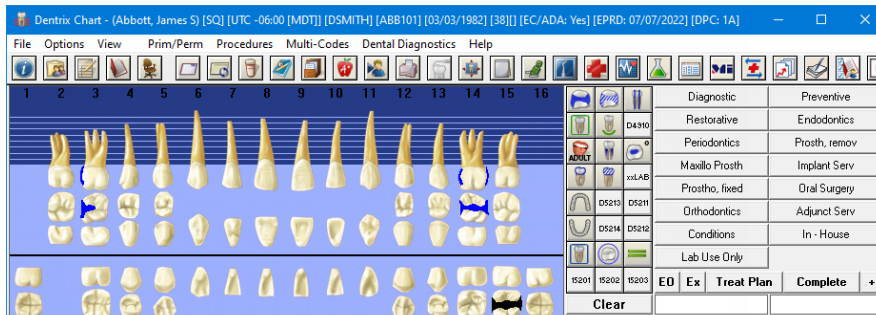 Dentrix Chart - (Abbott, James S) [SQ] [UTC -06:00 [MDT]] [DSMITH] [ABB101] [03/03/1982] [38][] [EC/ADA: Yes] [EPRD: 07/07/2022] [DPC: 1A]
File Options View Prim/Perm Procedures Multi-Codes Dental Diagnostics Help
1 2 3 4 5 6 7 8 9 10 11 12 13 14 15 16
Diagnostic Preventive
D4910 Restorative Endodontics
ADULT Periodontics Prosth, remov
xxLAB Maxillo Prosth Implant Serv
D5213 D5211 Prostho, fixed Oral Surgery
Orthodontics Adjunct Serv
D5214 D5212 Conditions In - House
Lab Use Only
15201 15202 15203 EO Ex Treat Plan Complete +
Clear